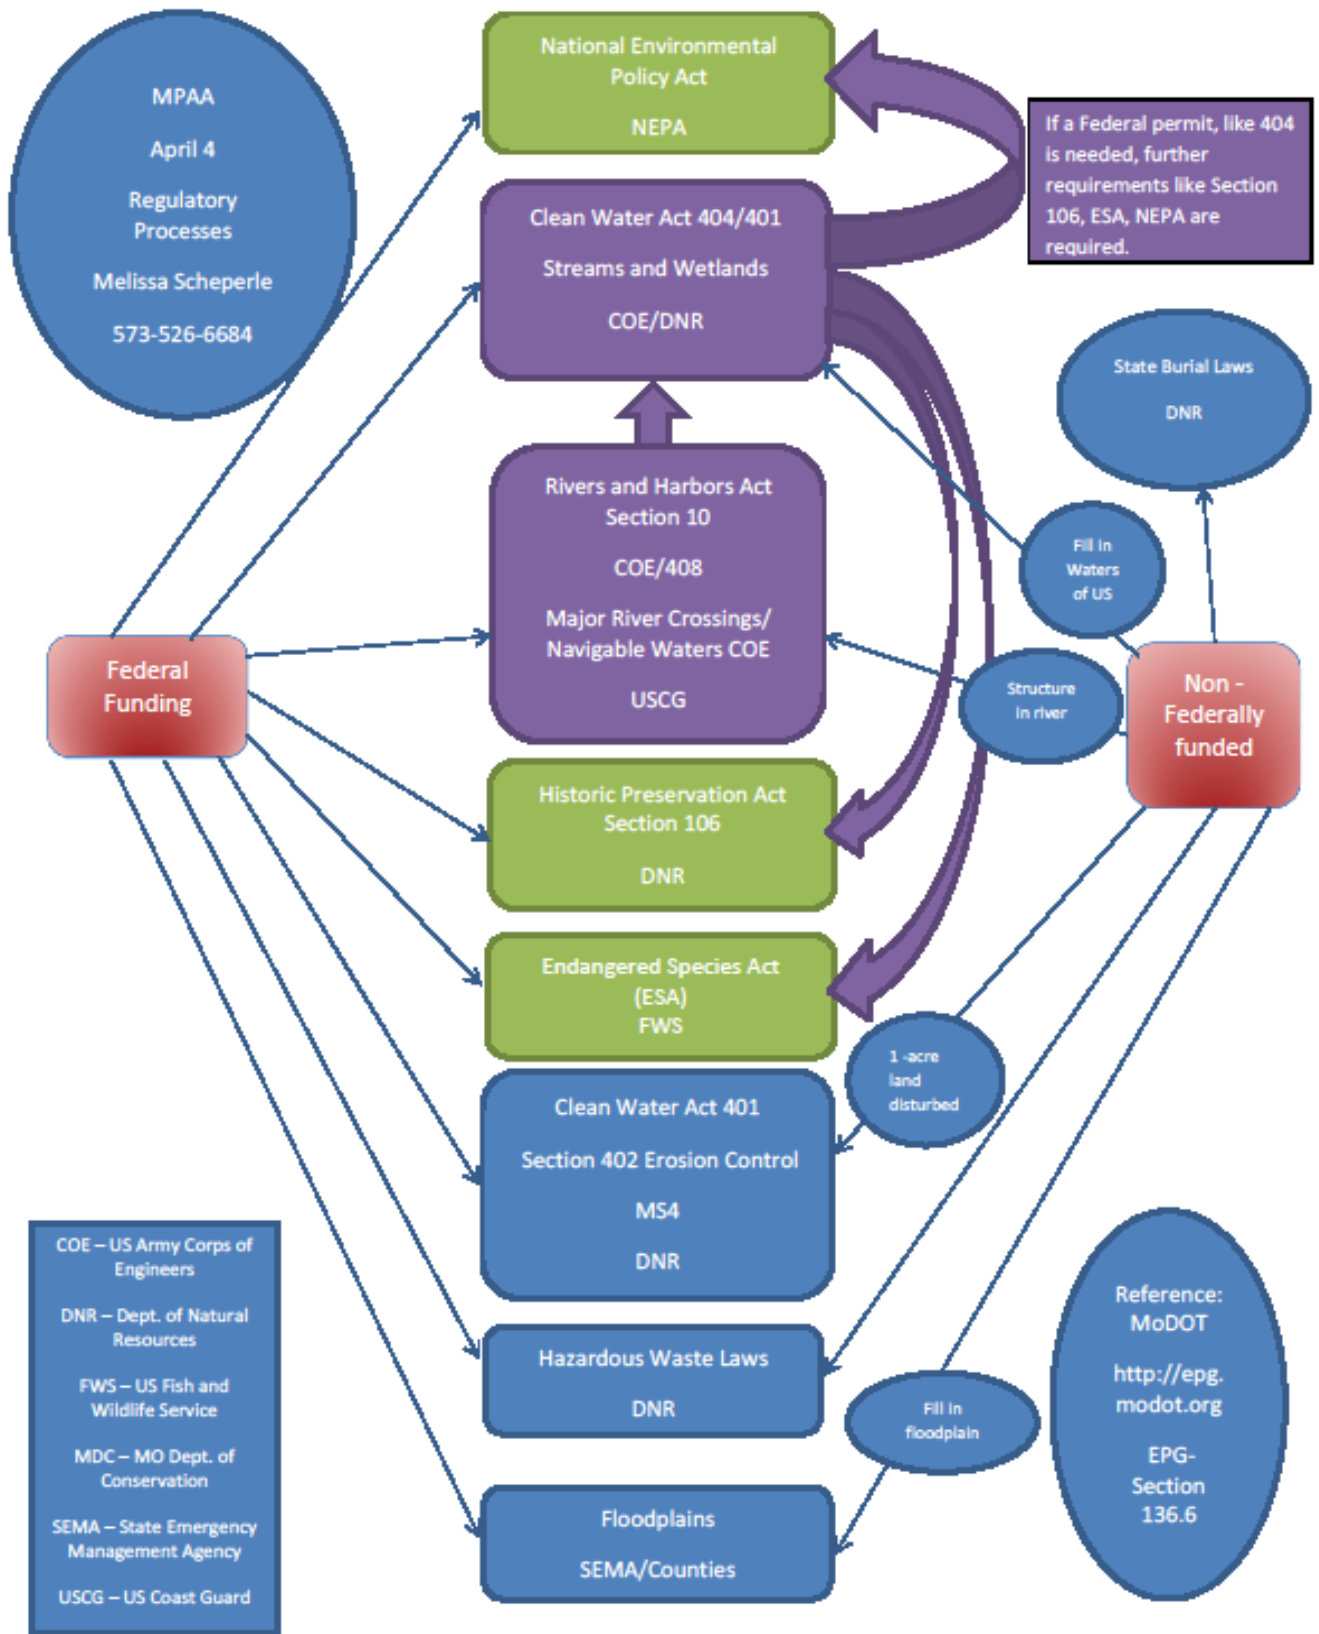 MPAA
April 4
Regulatory
Processes
Melissa Scheperle
573-526-6684
National Environmental
Policy Act
NEPA
If a Federal permit, like 404
is needed, further
requirements like Section
106, ESA, NEPA are
required.
Clean Water Act 404/401
Streams and Wetlands
COE/DNR
State Burial Laws
DNR
Rivers and Harbors Act
Section 10
COE/408
Major River Crossings/
Navigable Waters COE
USCG
Fill in
Waters
of US
Federal
Funding
Structure
in river
Non -
Federally
funded
Historic Preservation Act
Section 106
DNR
Endangered Species Act
(ESA)
FWS
1 -acre
land
disturbed
Clean Water Act 401
Section 402 Erosion Control
MS4
DNR
COE – US Army Corps of
Engineers
DNR – Dept. of Natural
Resources
FWS – US Fish and
Wildlife Service
MDC – MO Dept. of
Conservation
SEMA – State Emergency
Management Agency
USCG – US Coast Guard
Hazardous Waste Laws
DNR
Fill in
floodplain
Floodplains
SEMA/Counties
Reference:
MoDOT
http://epg.
modot.org
EPG-
Section
136.6